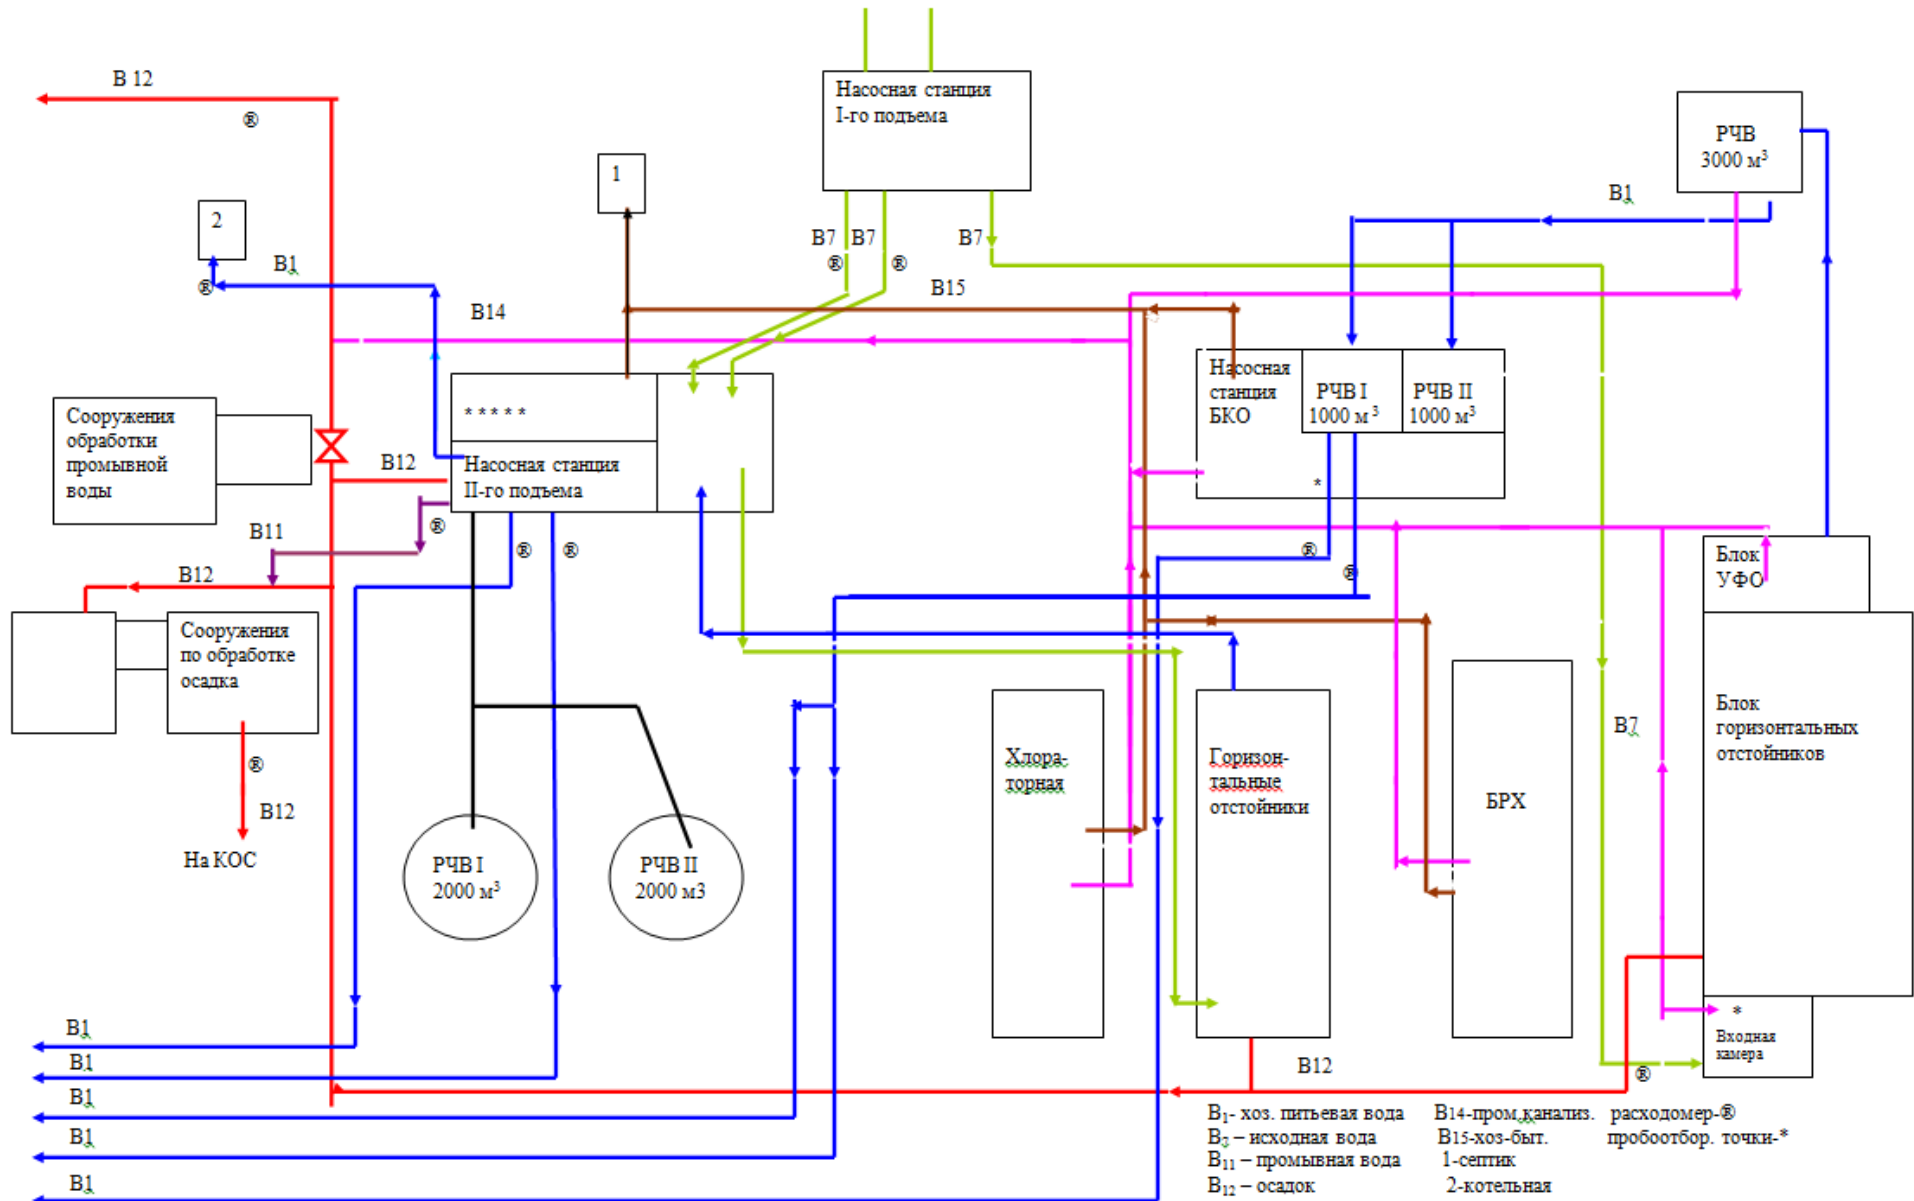 В 12
®
Насосная станция
I-го подъема
РЧВ
3000 м³
1
2
В1
В7
В7
В7
В1
®
®
®
В15
В14
* * * * *
Насосная станция
II-го подъема
Насосная
станция
БКО
РЧВ I
1000 м ³
РЧВ II
1000 м³
*
Сооружения
обработки
промывной
воды
В12
®
®
®
В11
В12
®
®
Блок
УФО
Сооружения
по обработке
осадка
®
В12
На КОС
РЧВ I
2000 м³
РЧВ II
2000 м3
Хлора-
торная
Горизон-
тальные
отстойники
БРХ
В7
Блок
горизонтальных
отстойников
*
Входная
камера
®
В12
В1
В1
В1
В1
В1
В₁- хоз. питьевая вода В14-пром.канализ. расходомер-®
В₇ – исходная вода В15-хоз-быт. пробоотбор. точки-*
В₁₁ – промывная вода 1-септик
В₁₂ – осадок 2-котельная